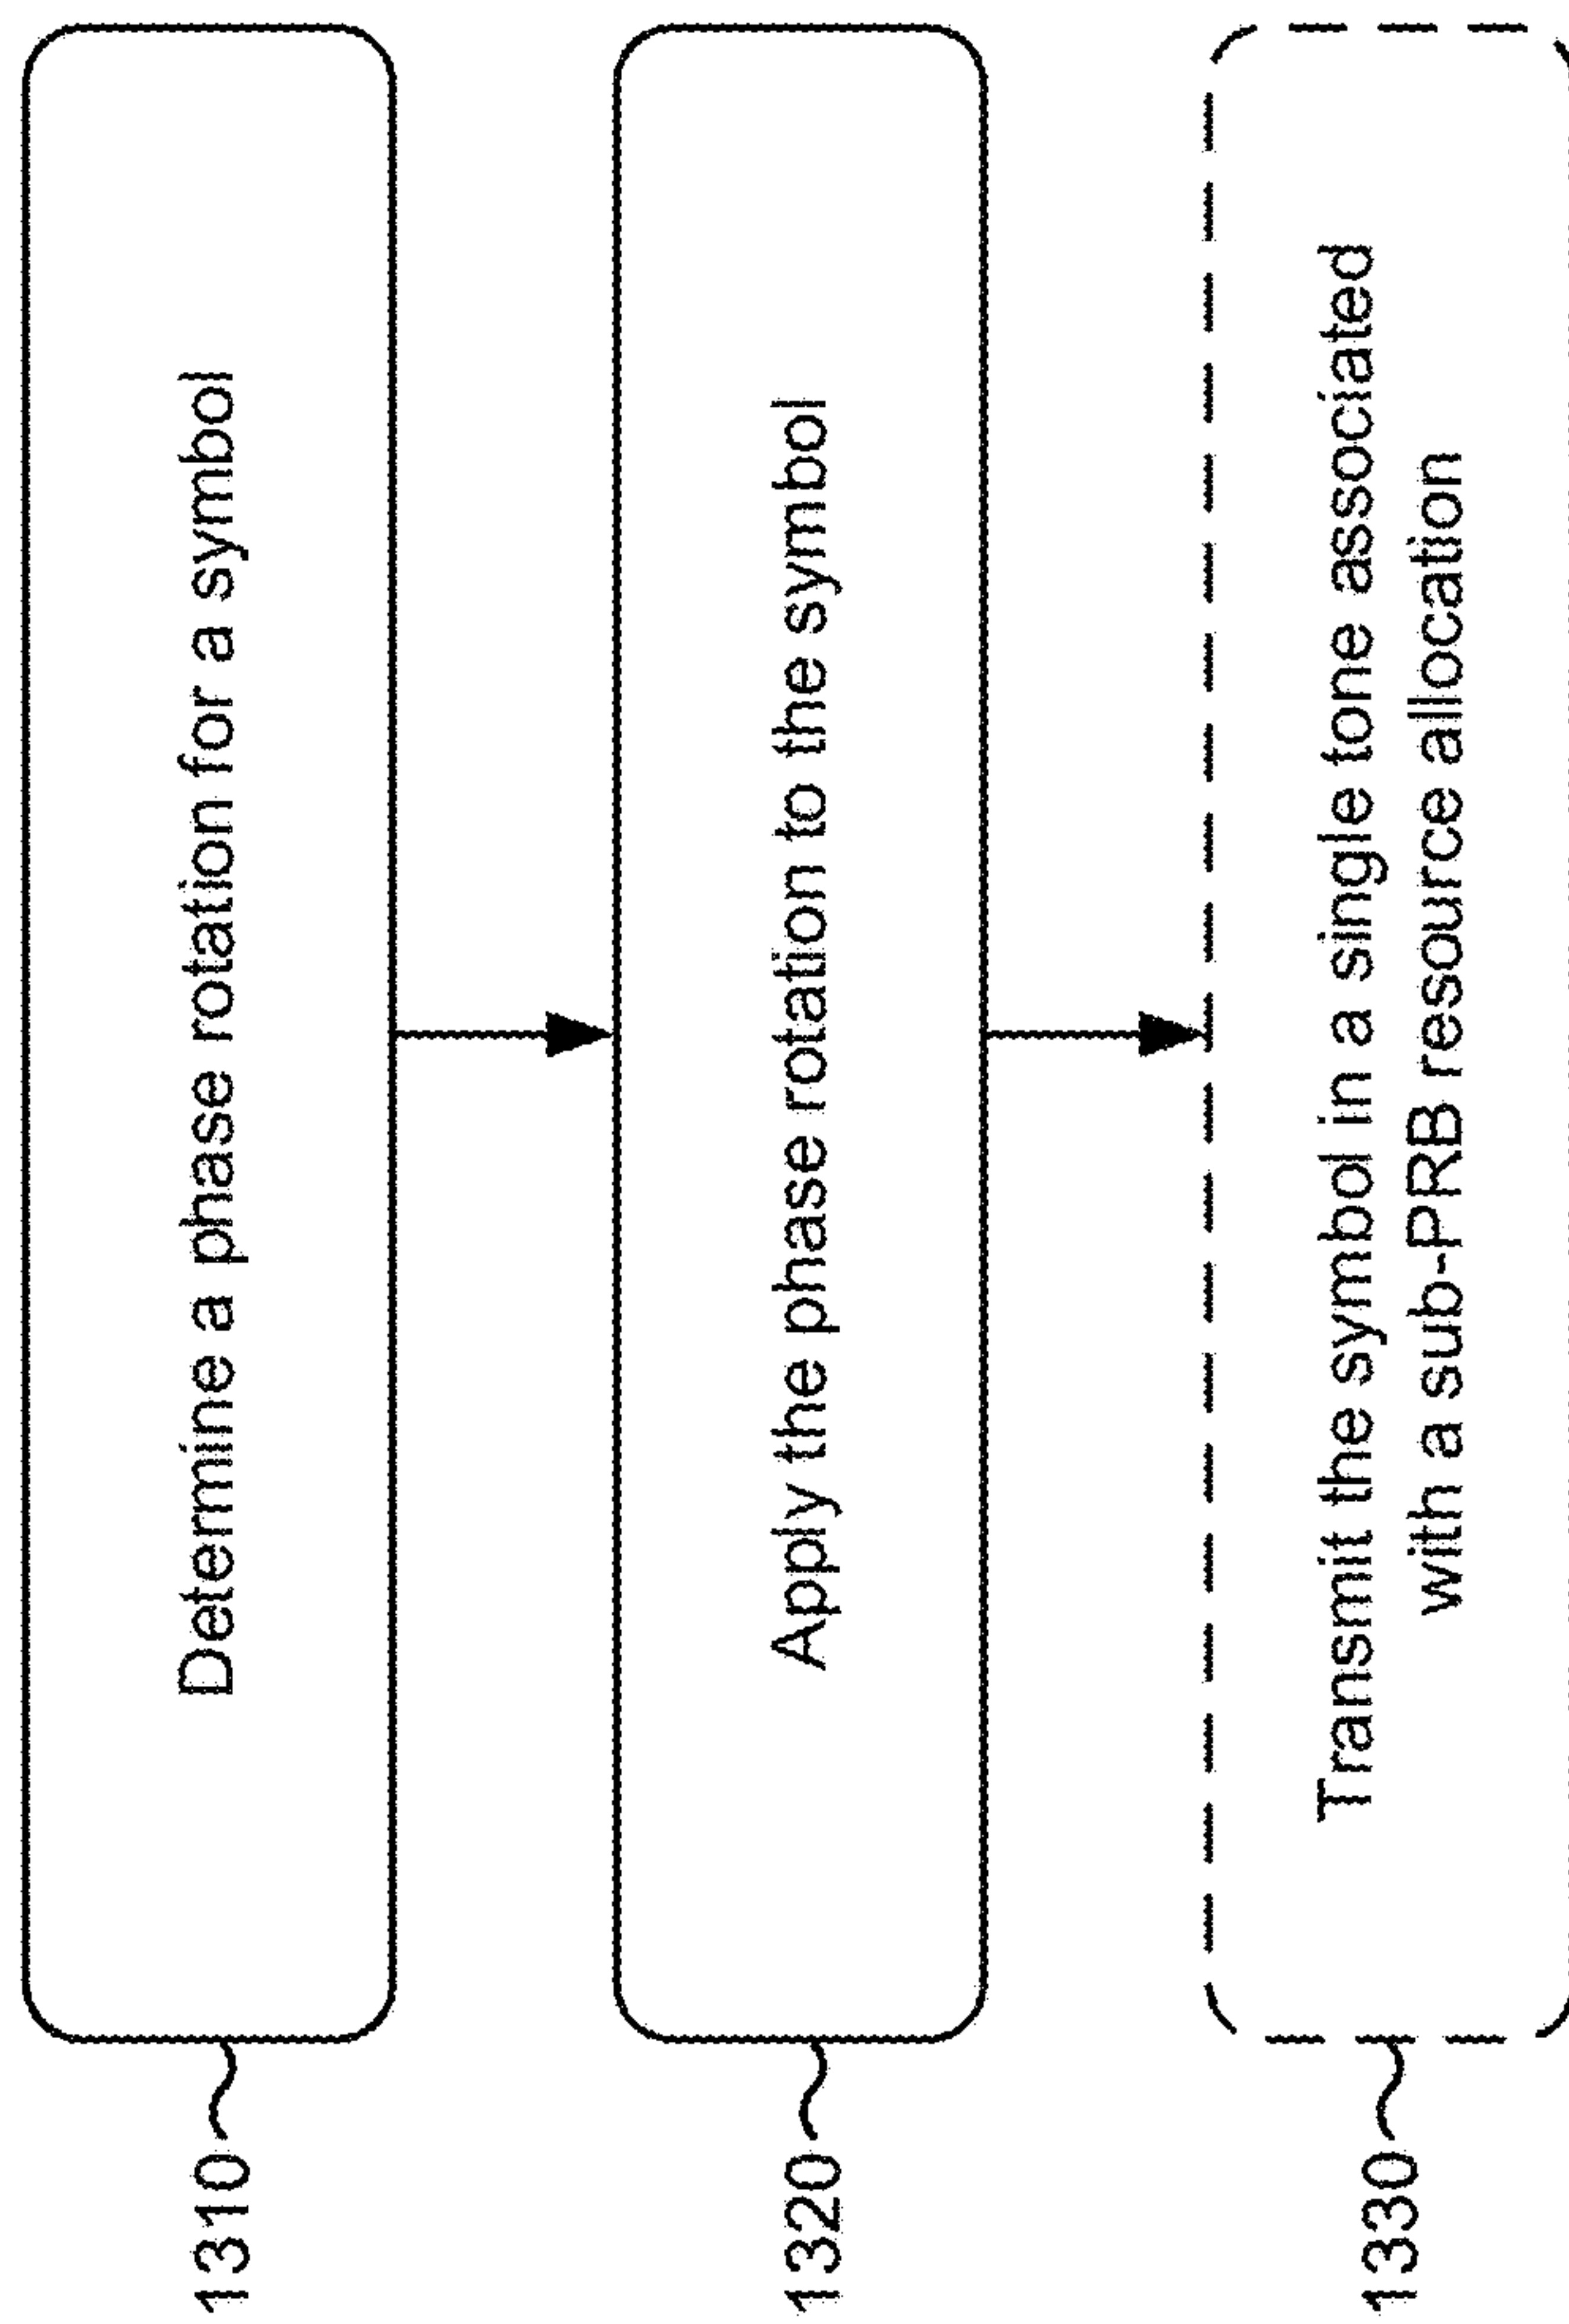 1310
Determine a phase rotation for a symbol
1320
Apply the phase rotation to the symbol
1330
Transmit the symbol in a single tone associated
with a sub-PRB resource allocation